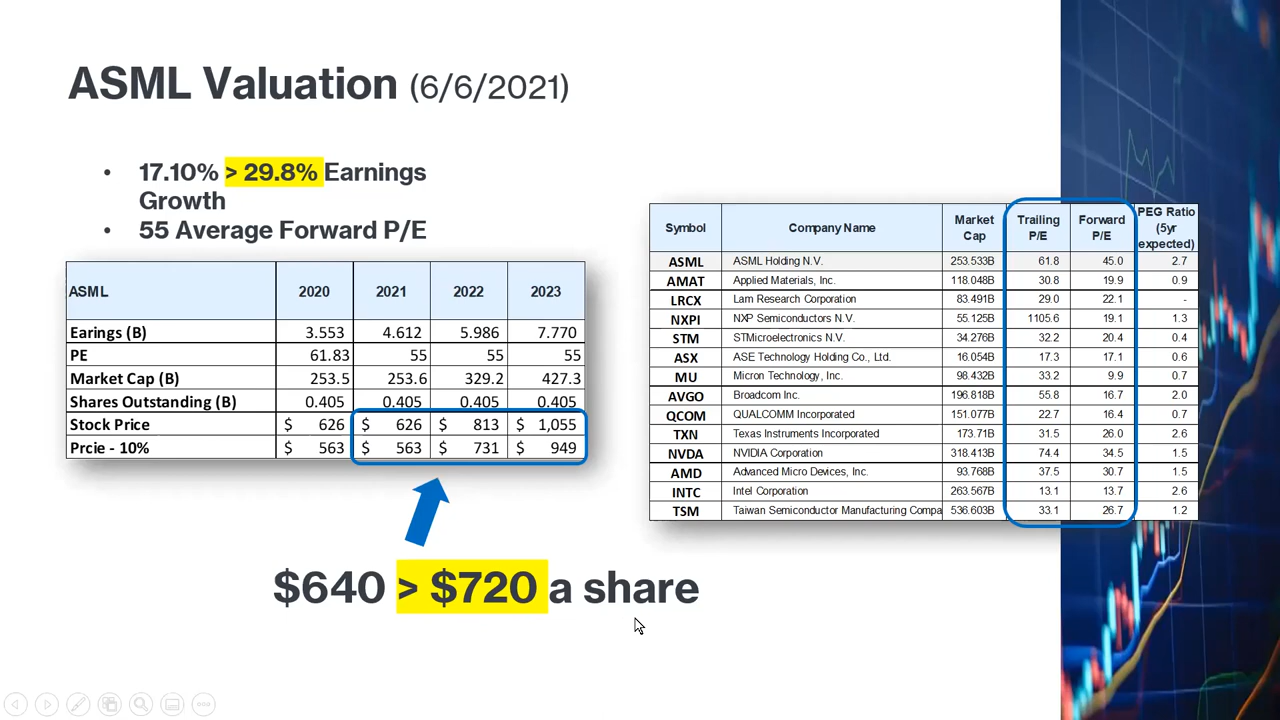 ASML Valuation (6/6/2021)
• 17.10% > 29.8% Earnings
Growth
• 55 Average Forward P/E
ASML 2020 2021 2022 2023
Earings (B) 3.553 4.612 5.986 7.770
PE 61.83 55 55 55
Market Cap (B) 253.5 253.6 329.2 427.3
Shares Outstanding (B) 0.405 0.405 0.405 0.405
Stock Price $ 626 $ 626 $ 813 $ 1,055
Prcie - 10% $ 563 $ 563 $ 731 $ 949
$640 > $720 a share
Symbol Company Name Market Cap Trailing P/E Forward P/E PEG Ratio (5yr expected)
ASML ASML Holding N.V. 253.533B 61.8 45.0 2.7
AMAT Applied Materials, Inc. 118.048B 30.8 19.9 0.9
LRCX Lam Research Corporation 83.491B 29.0 22.1 -
NXPI NXP Semiconductors N.V. 55.125B 1105.6 19.1 1.3
STM STMicroelectronics N.V. 34.276B 32.2 20.4 0.4
ASX ASE Technology Holding Co., Ltd. 16.054B 17.3 17.1 0.6
MU Micron Technology, Inc. 98.432B 33.2 9.9 0.7
AVGO Broadcom Inc. 196.818B 55.8 16.7 2.0
QCOM QUALCOMM Incorporated 151.077B 22.7 16.4 0.7
TXN Texas Instruments Incorporated 173.71B 31.5 26.0 2.6
NVDA NVIDIA Corporation 318.413B 74.4 34.5 1.5
AMD Advanced Micro Devices, Inc. 93.768B 37.5 30.7 1.5
INTC Intel Corporation 263.567B 13.1 13.7 2.6
TSM Taiwan Semiconductor Manufacturing Compa 536.603B 33.1 26.7 1.2